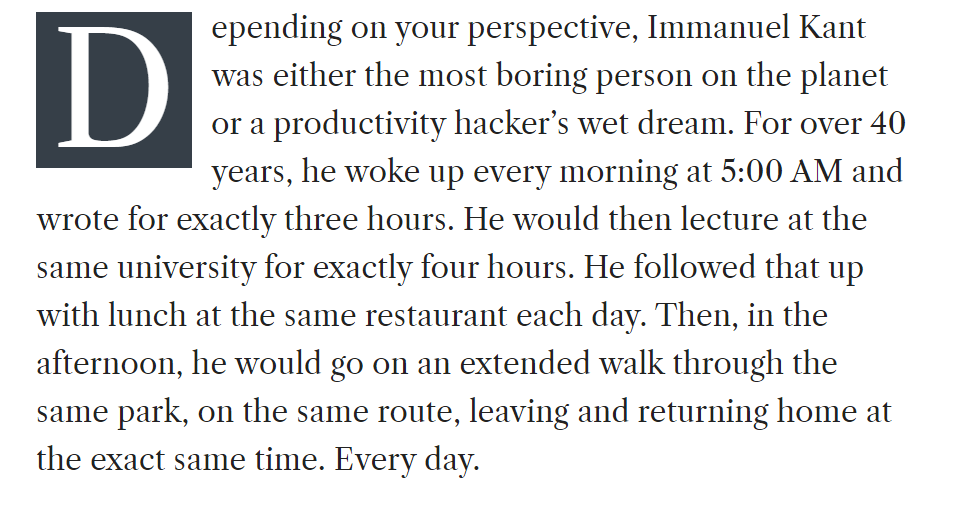 Depending on your perspective, Immanuel Kant
was either the most boring person on the planet
or a productivity hacker’s wet dream. For over 40
years, he woke up every morning at 5:00 AM and
wrote for exactly three hours. He would then lecture at the
same university for exactly four hours. He followed that up
with lunch at the same restaurant each day. Then, in the
afternoon, he would go on an extended walk through the
same park, on the same route, leaving and returning home at
the exact same time. Every day.